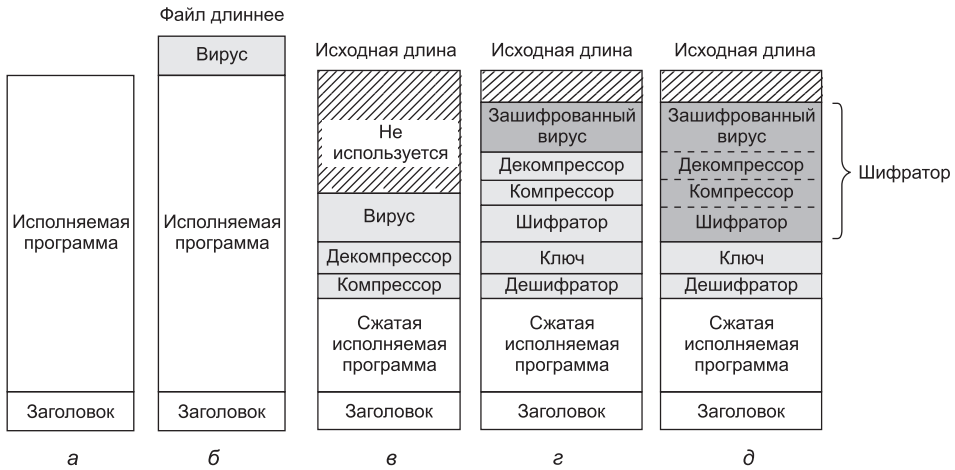 Файл длиннее
Вирус
Исполняемая
программа
Заголовок
а
Исполняемая
программа
Заголовок
б
Исходная длина
Не
используется
Вирус
Декомпрессор
Компрессор
Сжатая
исполняемая
программа
Заголовок
в
Исходная длина
Зашифрованный
вирус
Декомпрессор
Компрессор
Шифратор
Ключ
Дешифратор
Сжатая
исполняемая
программа
Заголовок
г
Исходная длина
Зашифрованный
вирус
Декомпрессор
Компрессор
Шифратор
Ключ
Дешифратор
Сжатая
исполняемая
программа
Заголовок
д
Шифратор